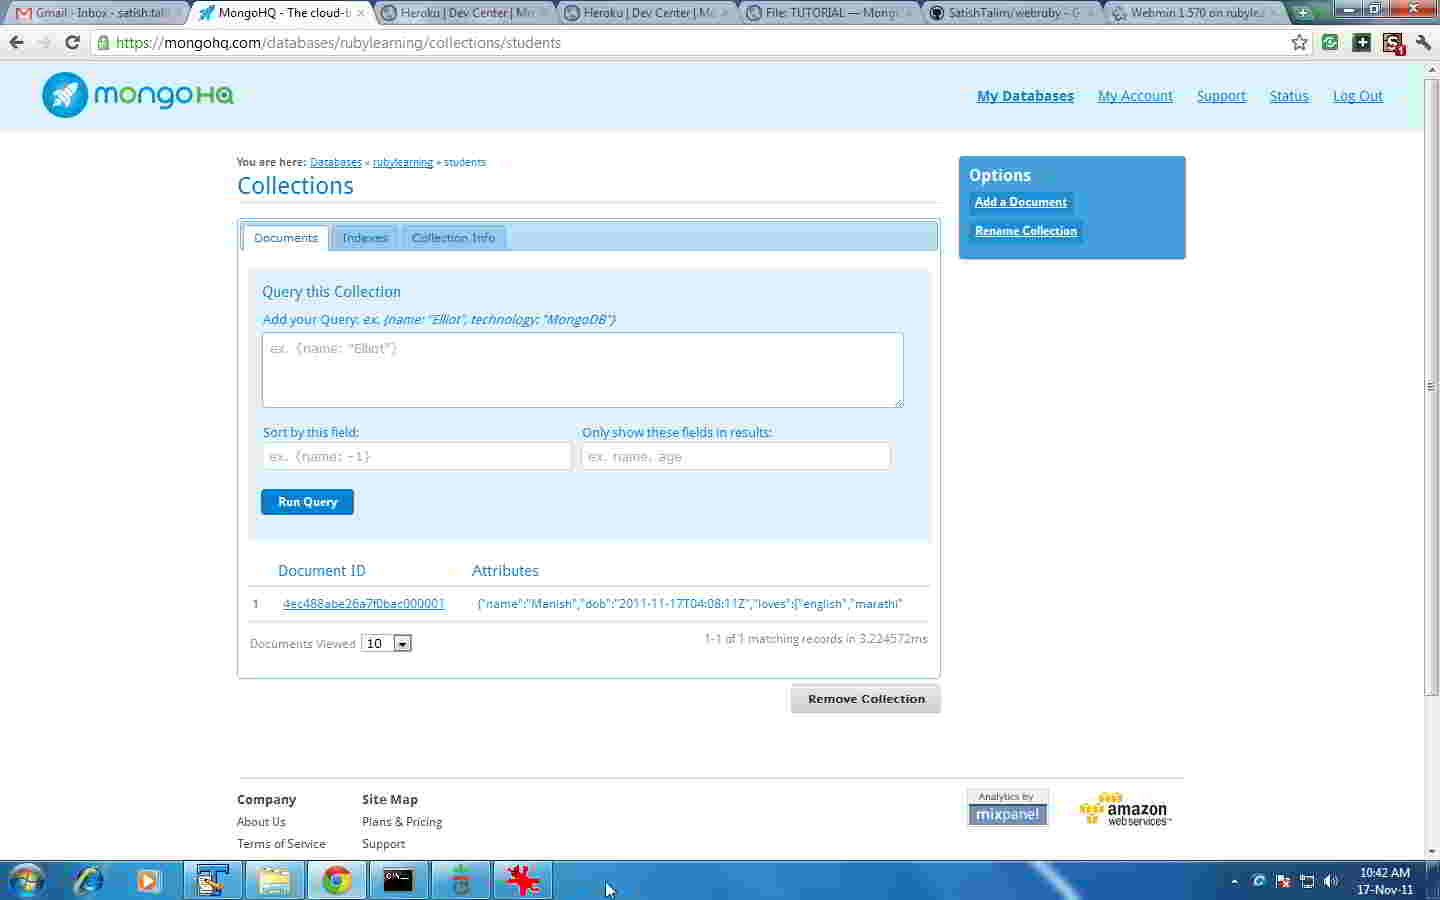 Gmail - Inbox - satish.tal
MongoHQ - The cloud-b
Heroku | Dev Center | Mo
Heroku | Dev Center | Mo
File: TUTORIAL — Mongo
SatishTalim/webruby - G
Webmin 1.570 on rubylea
https://mongohq.com/databases/rubylearning/collections/students
mongoHQ
My Databases My Account Support Status Log Out
You are here: Databases » rubylearning » students
Collections
Options
Add a Document
Rename Collection
Documents Indexes Collection Info
Query this Collection
Add your Query: ex. {name: "Elliot", technology: "MongoDB"}
ex. {name: "Elliot"}
Sort by this field: Only show these fields in results:
ex. {name: -1} ex. name, age
Run Query
Document ID Attributes
1 4ec488abe26a7f0bac000001 {"name":"Manish","dob":"2011-11-17T04:08:11Z","loves":["english","marathi"
Documents Viewed 10 1-1 of 1 matching records in 3.224572ms
Remove Collection
Company Site Map
About Us Plans & Pricing
Terms of Service Support
Analytics by
mixpanel
amazon
web services™
10:42 AM
17-Nov-11